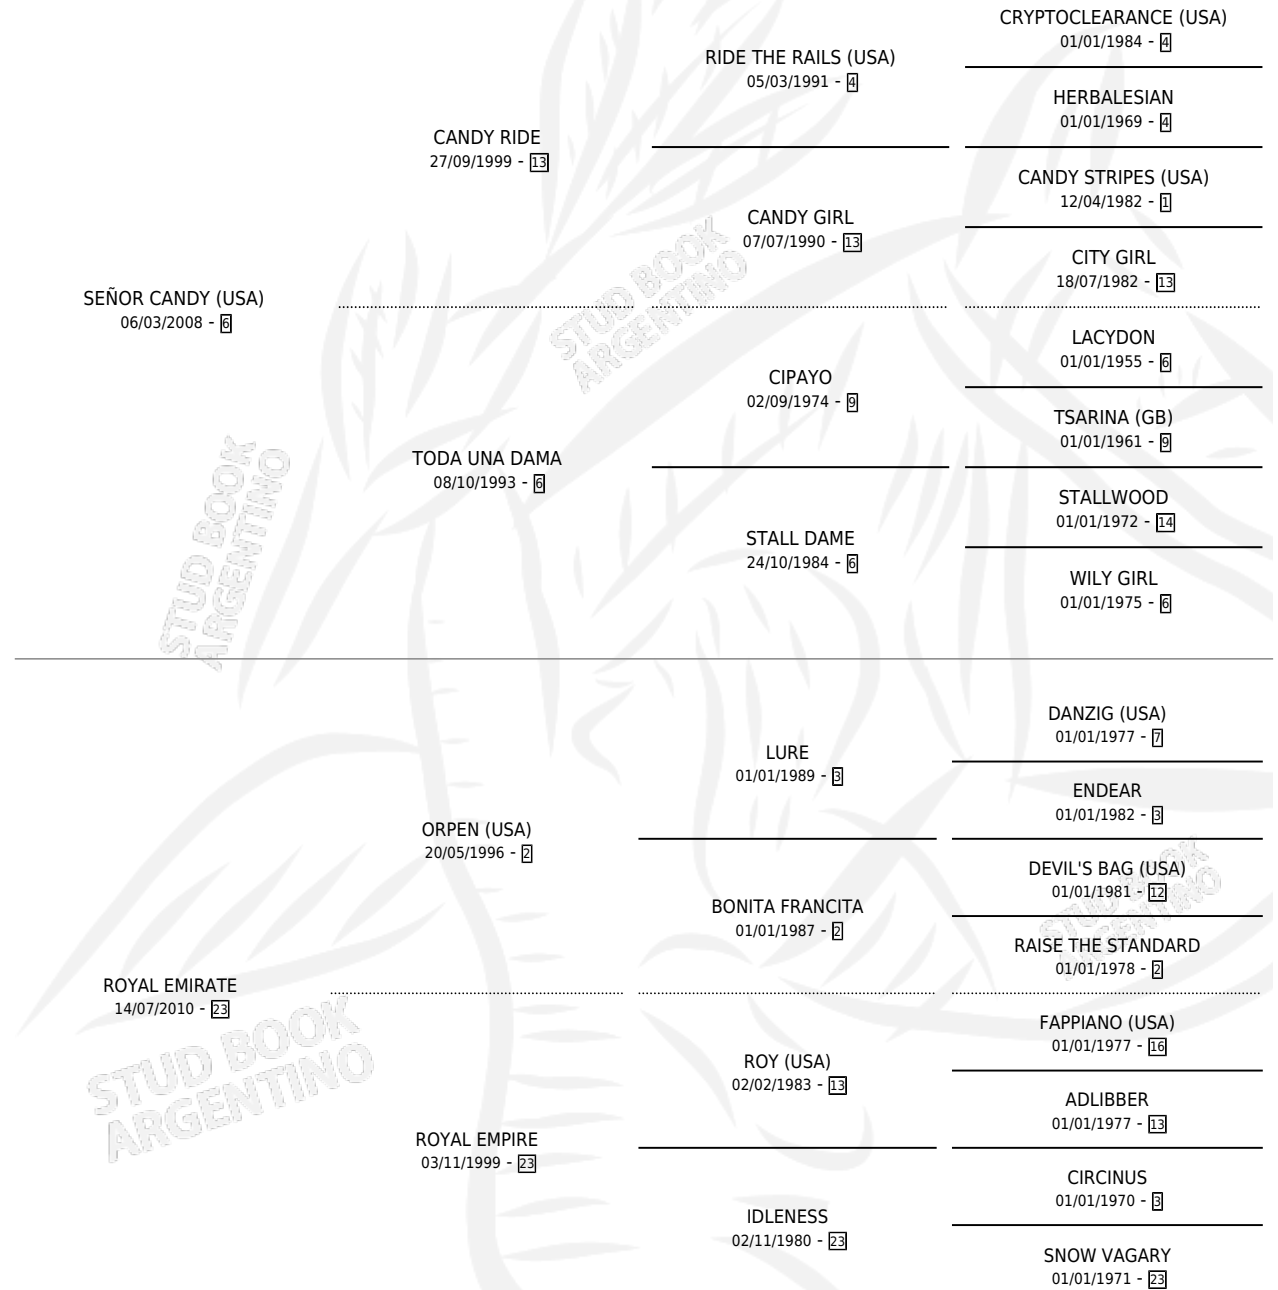 CRYPTOCLEARANCE (USA)
01/01/1984 - 4
RIDE THE RAILS (USA)
05/03/1991 - 4
HERBALESIAN
01/01/1969 - 4
CANDY RIDE
27/09/1999 - 13
CANDY STRIPES (USA)
12/04/1982 - 1
CANDY GIRL
07/07/1990 - 13
CITY GIRL
18/07/1982 - 13
SEÑOR CANDY (USA)
06/03/2008 - 6
LACYDON
01/01/1955 - 6
CIPAYO
02/09/1974 - 9
TSARINA (GB)
01/01/1961 - 9
TODA UNA DAMA
08/10/1993 - 6
STALLWOOD
01/01/1972 - 14
STALL DAME
24/10/1984 - 6
WILY GIRL
01/01/1975 - 6
DANZIG (USA)
01/01/1977 - 7
LURE
01/01/1989 - 3
ENDEAR
01/01/1982 - 3
ORPEN (USA)
20/05/1996 - 2
DEVIL'S BAG (USA)
01/01/1981 - 12
BONITA FRANCITA
01/01/1987 - 2
RAISE THE STANDARD
01/01/1978 - 2
ROYAL EMIRATE
14/07/2010 - 23
FAPPIANO (USA)
01/01/1977 - 16
ROY (USA)
02/02/1983 - 13
ADLIBBER
01/01/1977 - 13
ROYAL EMPIRE
03/11/1999 - 23
CIRCINUS
01/01/1970 - 3
IDLENESS
02/11/1980 - 23
SNOW VAGARY
01/01/1971 - 23
STUD BOOK
ARGENTINO
STUD BOOK
ARGENTINO
STUD BOOK
ARGENTINO
STUD BOOK
ARGENTINO